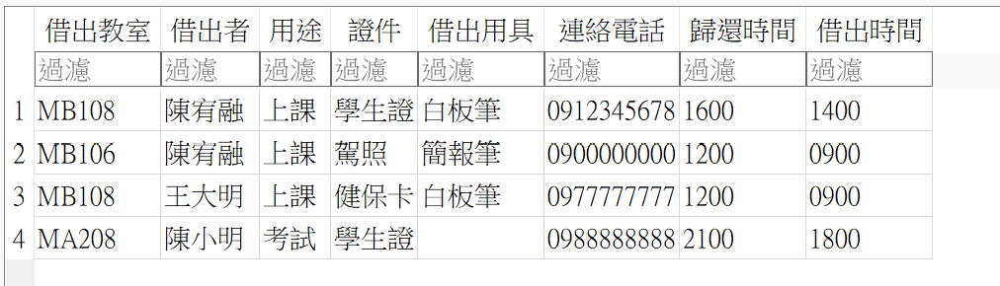 借出教室 借出者 用途 證件 借出用具 連絡電話 歸還時間 借出時間
過濾 過濾 過濾 過濾 過濾 過濾 過濾 過濾
1 MB108 陳宥融 上課 學生證 白板筆 0912345678 1600 1400
2 MB106 陳宥融 上課 駕照 簡報筆 0900000000 1200 0900
3 MB108 王大明 上課 健保卡 白板筆 0977777777 1200 0900
4 MA208 陳小明 考試 學生證 0988888888 2100 1800